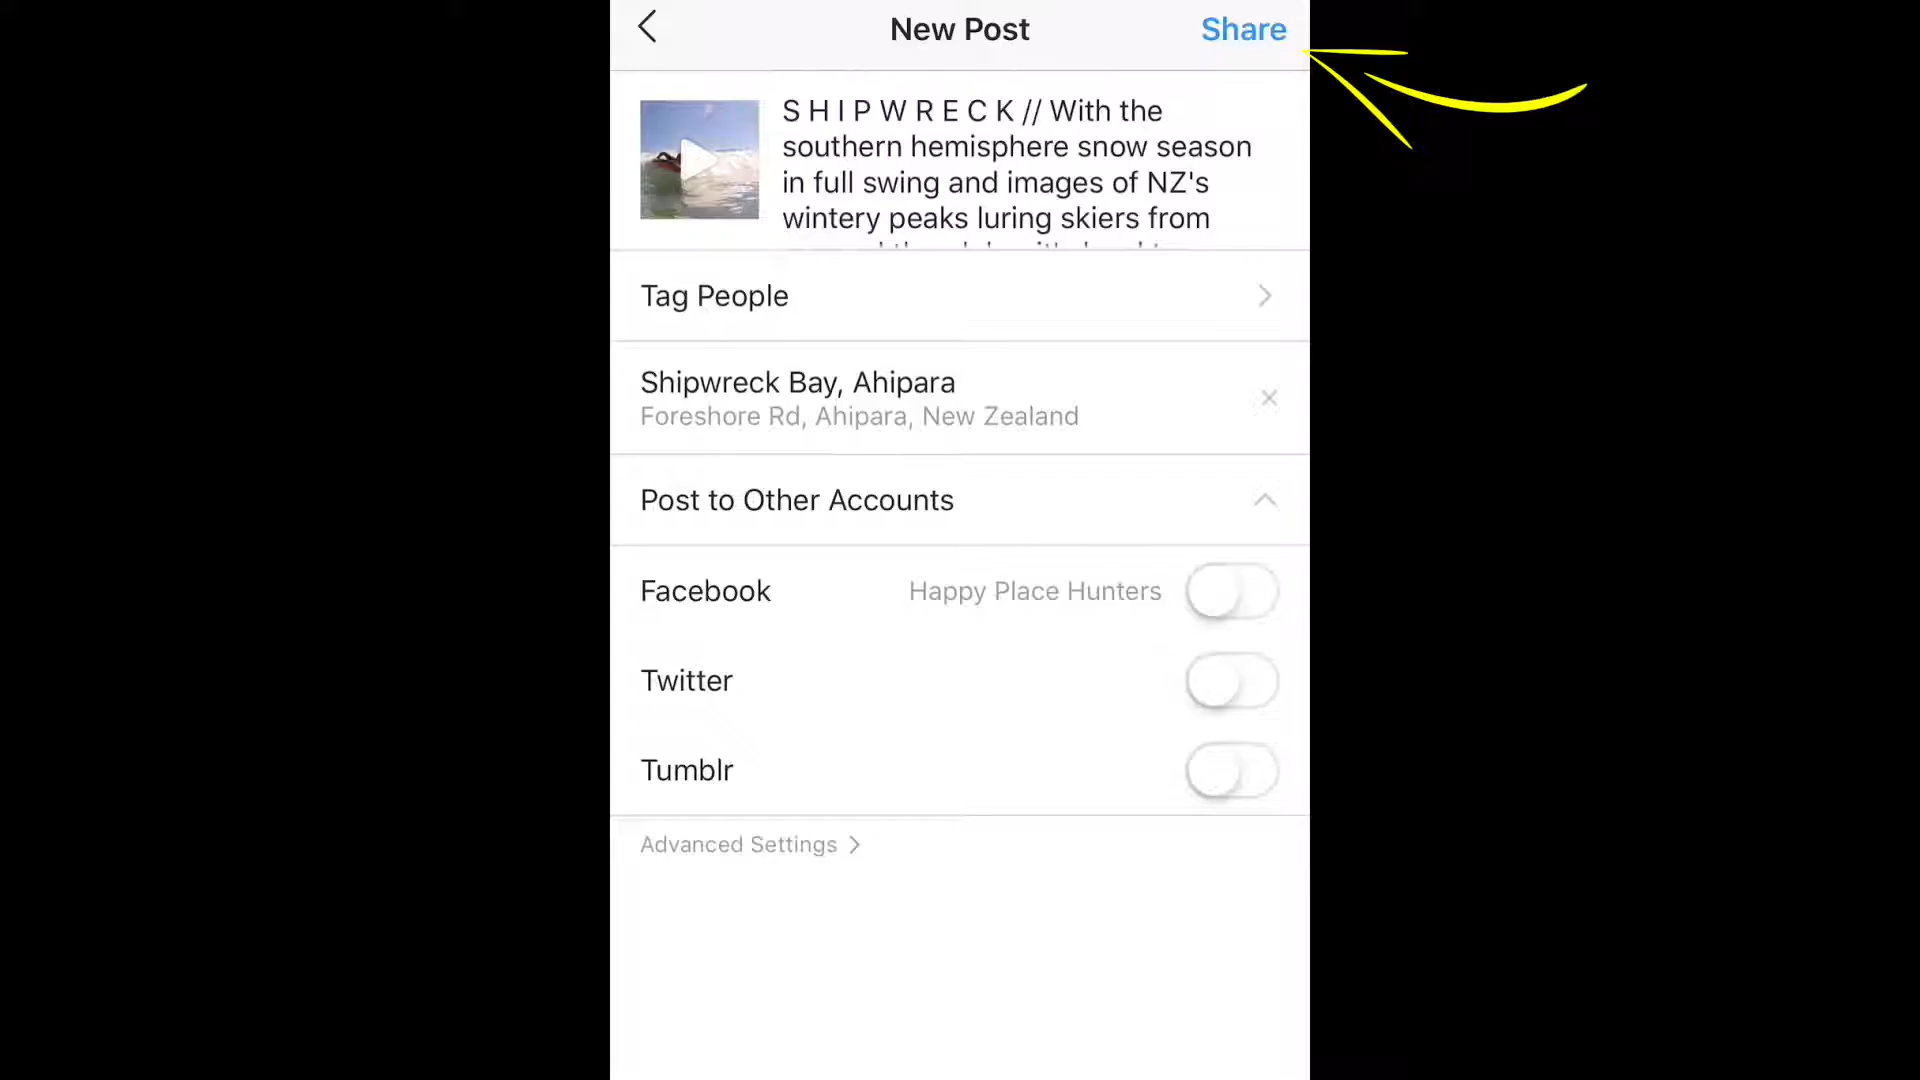 New Post
Share
S H I P W R E C K // With the
southern hemisphere snow season
in full swing and images of NZ's
wintery peaks luring skiers from
Tag People
Shipwreck Bay, Ahipara
Foreshore Rd, Ahipara, New Zealand
Post to Other Accounts
Facebook
Happy Place Hunters
Twitter
Tumblr
Advanced Settings